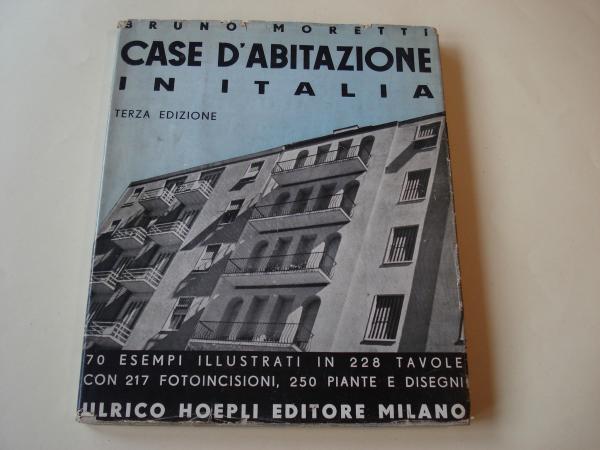 BRUNO MORETTI
CASE D'ABITAZIONE
IN ITALIA
TERZA EDIZIONE
70 ESEMPI ILLUSTRATI IN 228 TAVOLE
CON 217 FOTOINCISIONI, 250 PIANTE E DISEGNI
ULRICO HOEPLI EDITORE MILANO